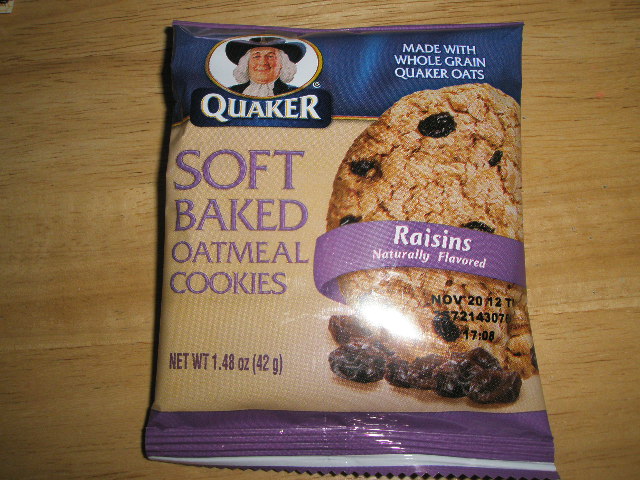 MADE WITH
WHOLE GRAIN
QUAKER OATS
QUAKER
SOFT
BAKED
OATMEAL
COOKIES
Raisins
Naturally Flavored
NOV 20 12
17:08
NET WT 1.48 oz (42 g)